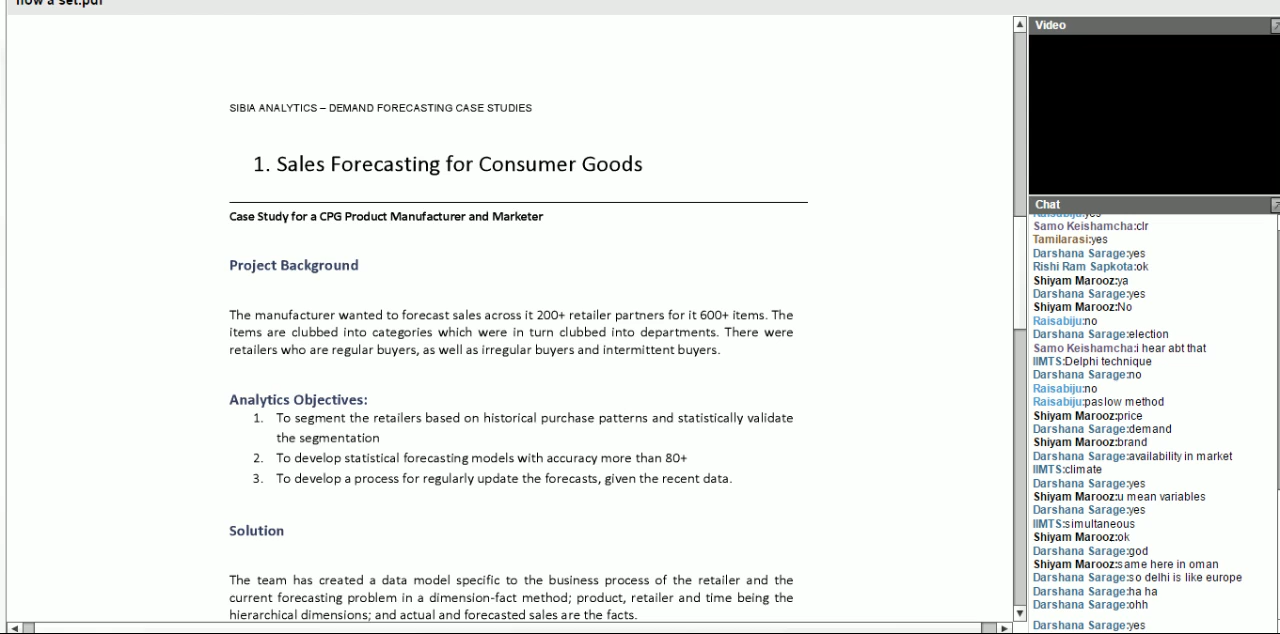 now a set.pdf
SIBIA ANALYTICS – DEMAND FORECASTING CASE STUDIES
1. Sales Forecasting for Consumer Goods
Case Study for a CPG Product Manufacturer and Marketer
Project Background
The manufacturer wanted to forecast sales across it 200+ retailer partners for it 600+ items. The
items are clubbed into categories which were in turn clubbed into departments. There were
retailers who are regular buyers, as well as irregular buyers and intermittent buyers.
Analytics Objectives:
1. To segment the retailers based on historical purchase patterns and statistically validate
the segmentation
2. To develop statistical forecasting models with accuracy more than 80+
3. To develop a process for regularly update the forecasts, given the recent data.
Solution
The team has created a data model specific to the business process of the retailer and the
current forecasting problem in a dimension-fact method; product, retailer and time being the
hierarchical dimensions; and actual and forecasted sales are the facts.
Video
Chat
Raisabiju:yes
Samo Keishamcha:clr
Tamilarasi:yes
Darshana Sarage:yes
Rishi Ram Sapkota:ok
Shiyam Marooz:ya
Darshana Sarage:yes
Shiyam Marooz:No
Raisabiju:no
Darshana Sarage:election
Samo Keishamcha:i hear abt that
IIMTS:Delphi technique
Darshana Sarage:no
Raisabiju:no
Raisabiju:paslow method
Shiyam Marooz:price
Darshana Sarage:demand
Shiyam Marooz:brand
Darshana Sarage:availability in market
IIMTS:climate
Darshana Sarage:yes
Shiyam Marooz:u mean variables
Darshana Sarage:yes
IIMTS:simultaneous
Shiyam Marooz:ok
Darshana Sarage:god
Shiyam Marooz:same here in oman
Darshana Sarage:so delhi is like europe
Darshana Sarage:ha ha
Darshana Sarage:ohh
Darshana Sarage:yes